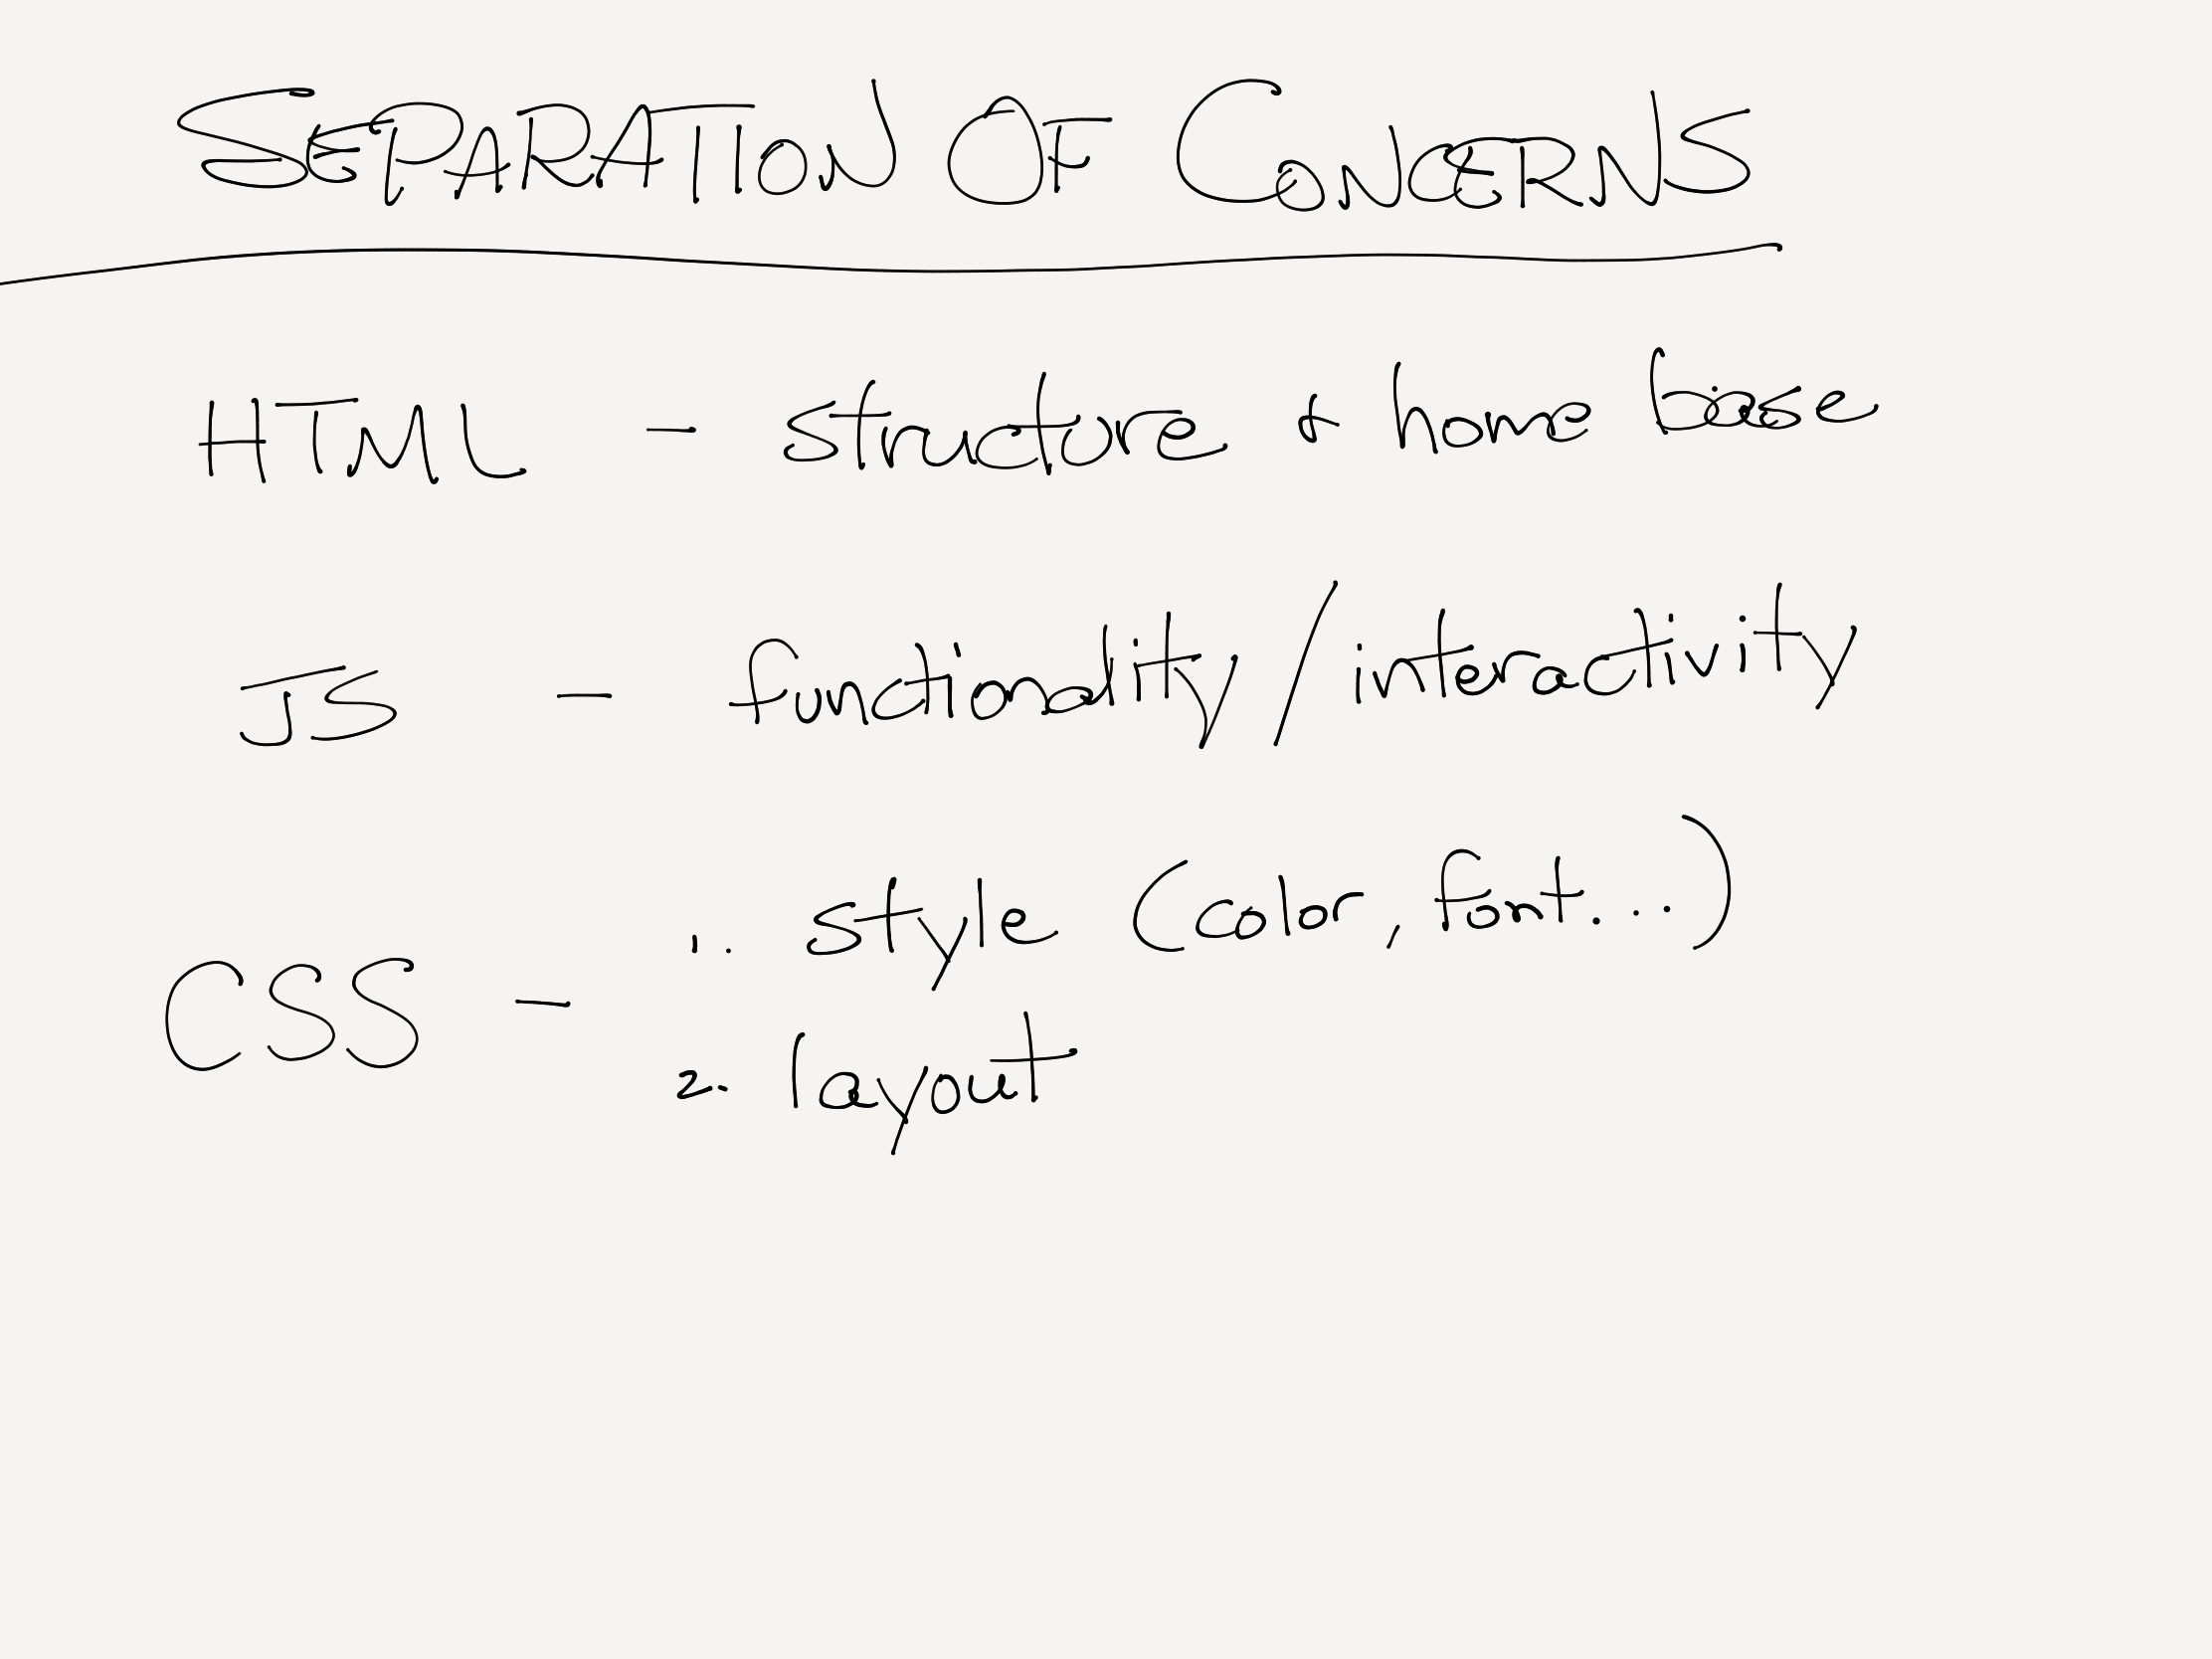 SEPARATION OF CONCERNS
HTML — structure + home base
JS — functionality/interactivity
1. style (color, font...)
CSS —
2. layout